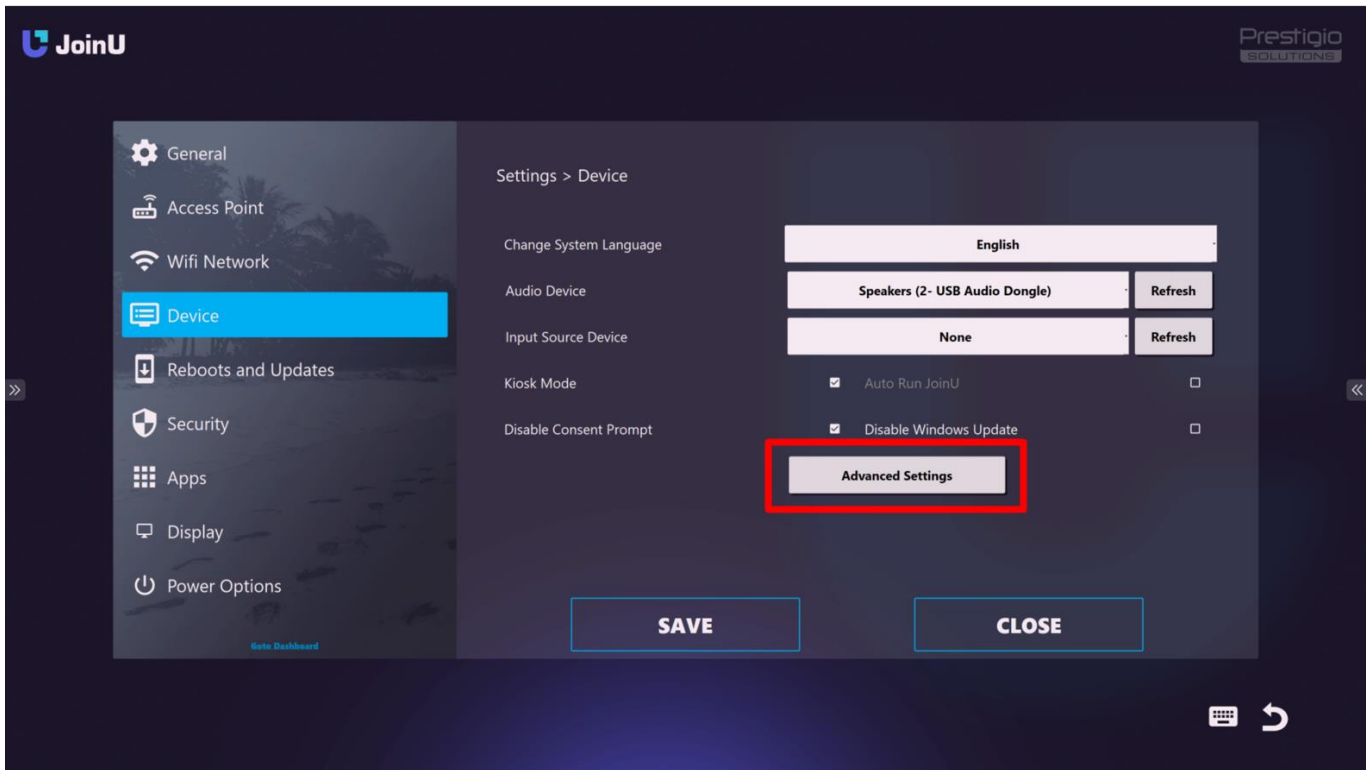 JoinU
Prestigio
SOLUTIONS
General
Access Point
Wifi Network
Device
Reboots and Updates
Security
Apps
Display
Power Options
Goto Dashboard
Settings > Device
Change System Language English
Audio Device Speakers (2- USB Audio Dongle) Refresh
Input Source Device None Refresh
Kiosk Mode Auto Run JoinU
Disable Consent Prompt Disable Windows Update
Advanced Settings
SAVE CLOSE